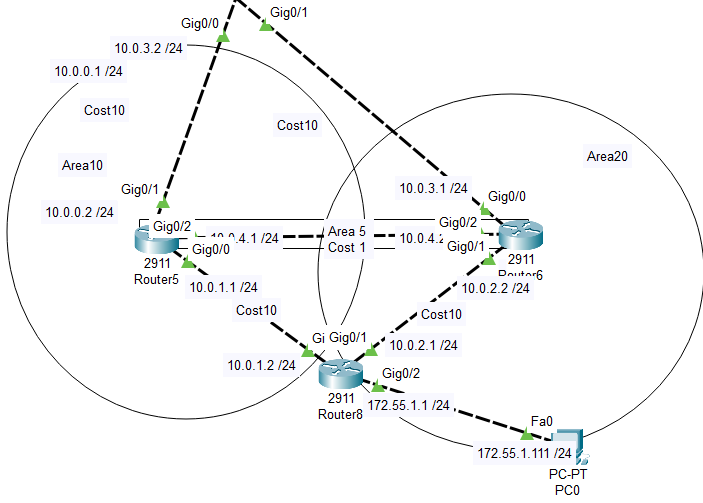 Gig0/1
Gig0/0
10.0.3.2 /24
10.0.0.1 /24
Cost10
Cost10
Area20
Area10
10.0.3.1 /24
Gig0/1
Gig0/0
10.0.0.2 /24
Gig0/2
Gig0/2
Area 5
10.0.4.1 /24
10.0.4.2
Cost 1
Gig0/0
Gig0/1
2911
Router5
2911
Router6
10.0.1.1 /24
10.0.2.2 /24
Cost10
Cost10
Gi
Gig0/1
10.0.2.1 /24
10.0.1.2 /24
Gig0/2
2911
Router8
172.55.1.1 /24
Fa0
172.55.1.111 /24
PC-PT
PC0